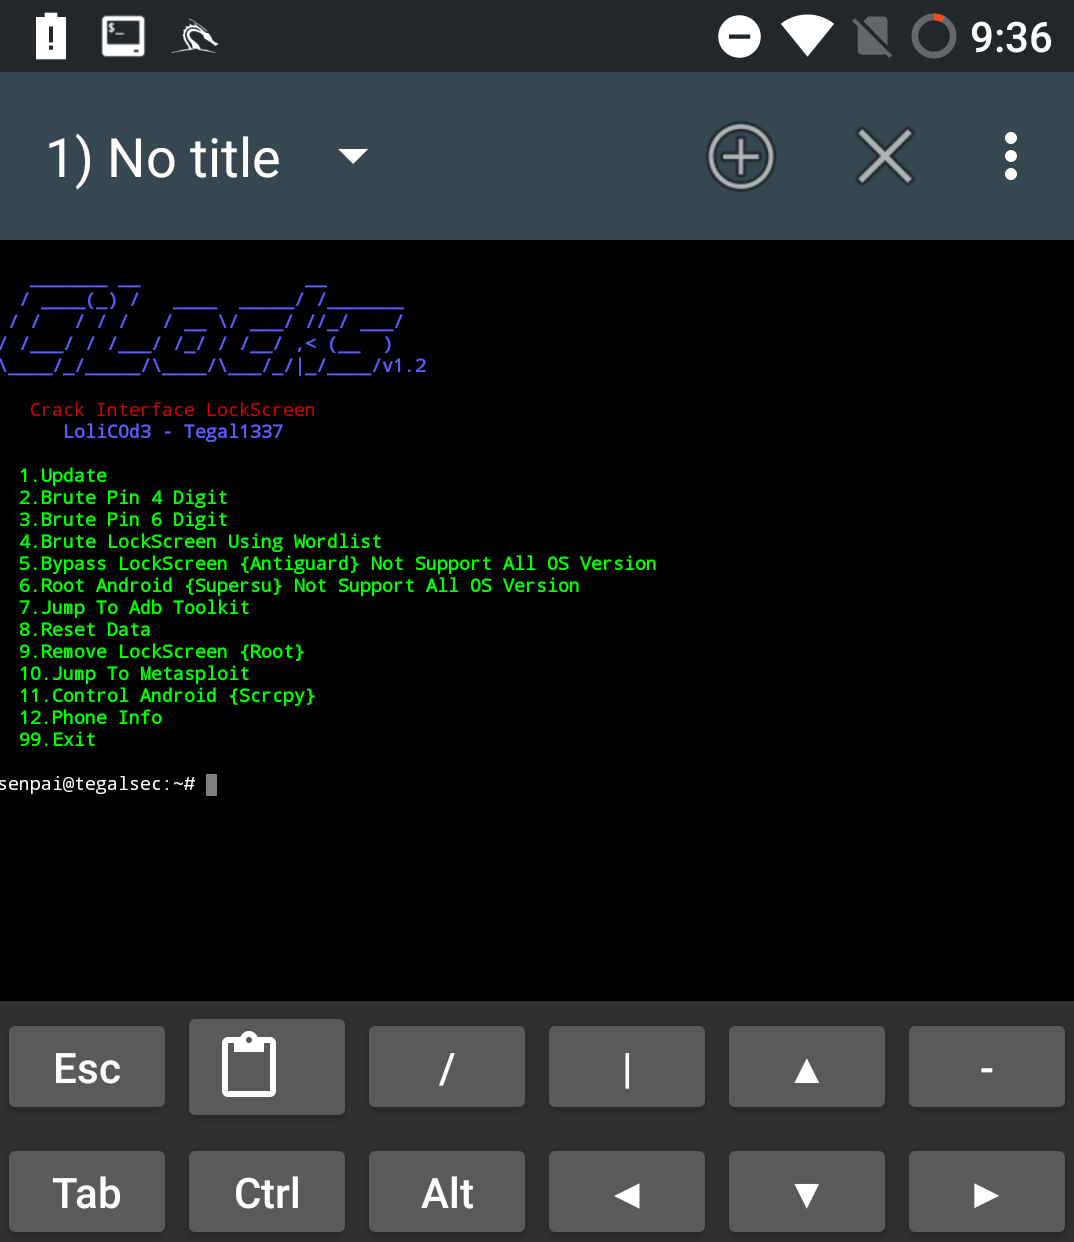 9:36
1) No title
v1.2
Crack Interface LockScreen
LoliC0d3 - Tegal1337
1.Update
2.Brute Pin 4 Digit
3.Brute Pin 6 Digit
4.Brute LockScreen Using Wordlist
5.Bypass LockScreen {Antiguard} Not Support All OS Version
6.Root Android {Supersu} Not Support All OS Version
7.Jump To Adb Toolkit
8.Reset Data
9.Remove LockScreen {Root}
10.Jump To Metasploit
11.Control Android {Scrcpy}
12.Phone Info
99.Exit
senpai@tegalsec:~#
Esc / | ▲ -
Tab Ctrl Alt ◀ ▼ ▶